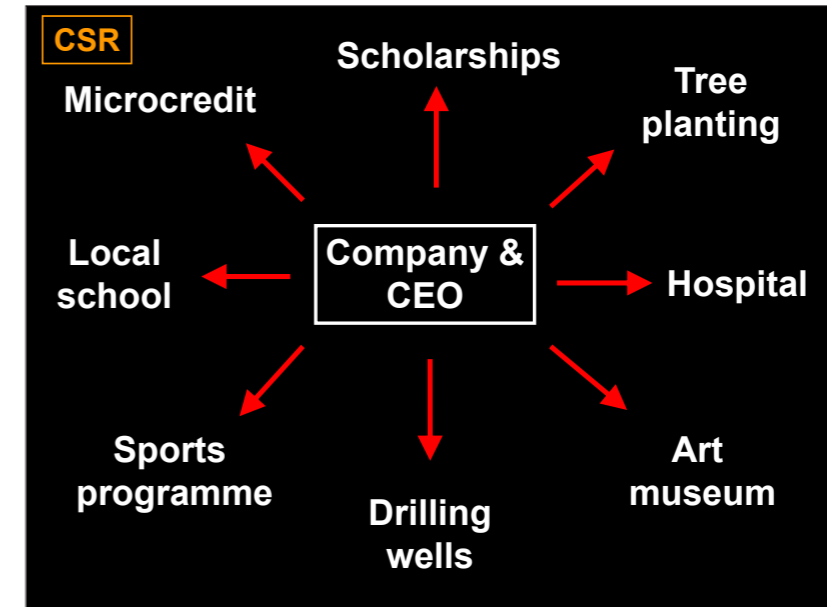 CSR
Scholarships
Microcredit
Tree
planting
Local
school
Company &
CEO
Hospital
Sports
programme
Drilling
wells
Art
museum